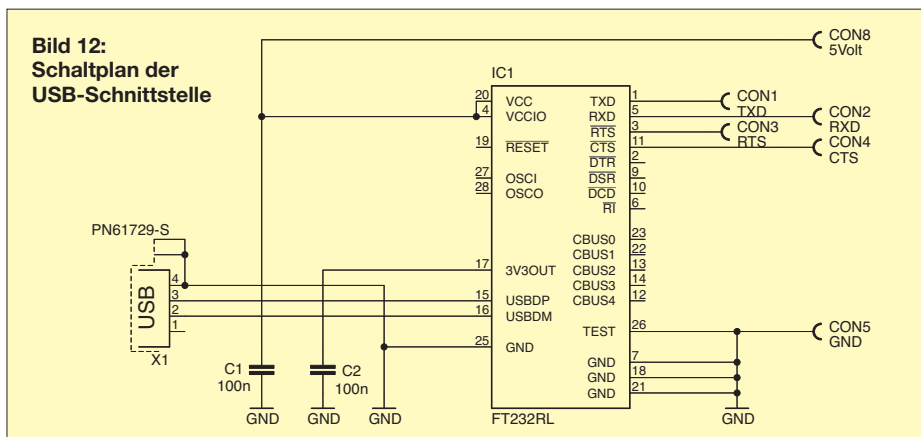 Bild 12:
Schaltplan der
USB-Schnittstelle
CON8
5Volt
IC1
20 VCC TXD 1 CON1
TXD
4 VCCIO RXD 5 CON2
RXD
RTS 3 CON3
RTS
19 RESET CTS 11 CON4
CTS
DTR 2
27 OSCI DSR 9
28 OSCO DCD 10
RI 6
PN61729-S
CBUS0 23
CBUS1 22
17 3V3OUT CBUS2 13
CBUS3 14
15 USBDP CBUS4 12
16 USBDM
4
3
2
1
USB
X1
TEST 26 CON5
GND
25 GND
GND 7
GND 18
GND 21
C1
100n
C2
100n
GND
GND
GND
GND
FT232RL